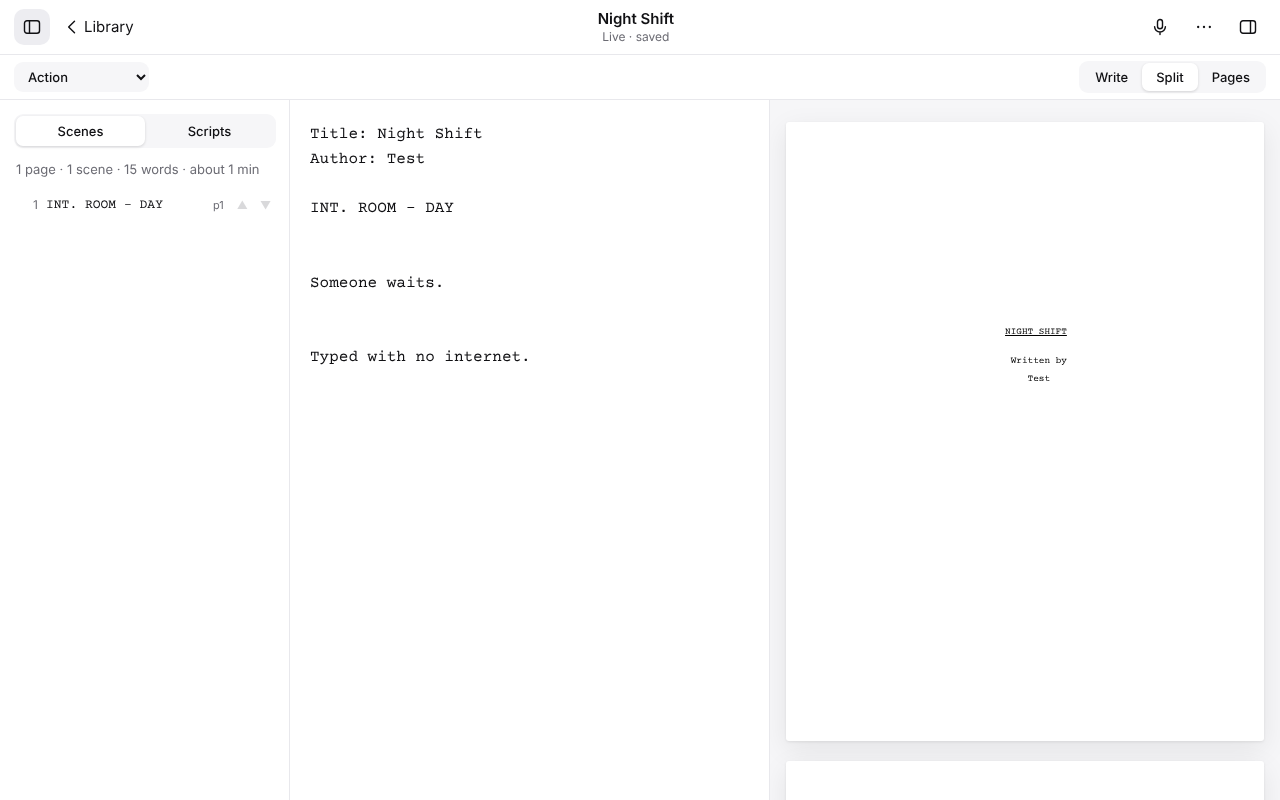 Library
Night Shift
Live · saved
Action
Write
Split
Pages
Scenes
Scripts
1 page · 1 scene · 15 words · about 1 min
1 INT. ROOM - DAY p1
Title: Night Shift
Author: Test
INT. ROOM - DAY
Someone waits.
Typed with no internet.
NIGHT SHIFT
Written by
Test